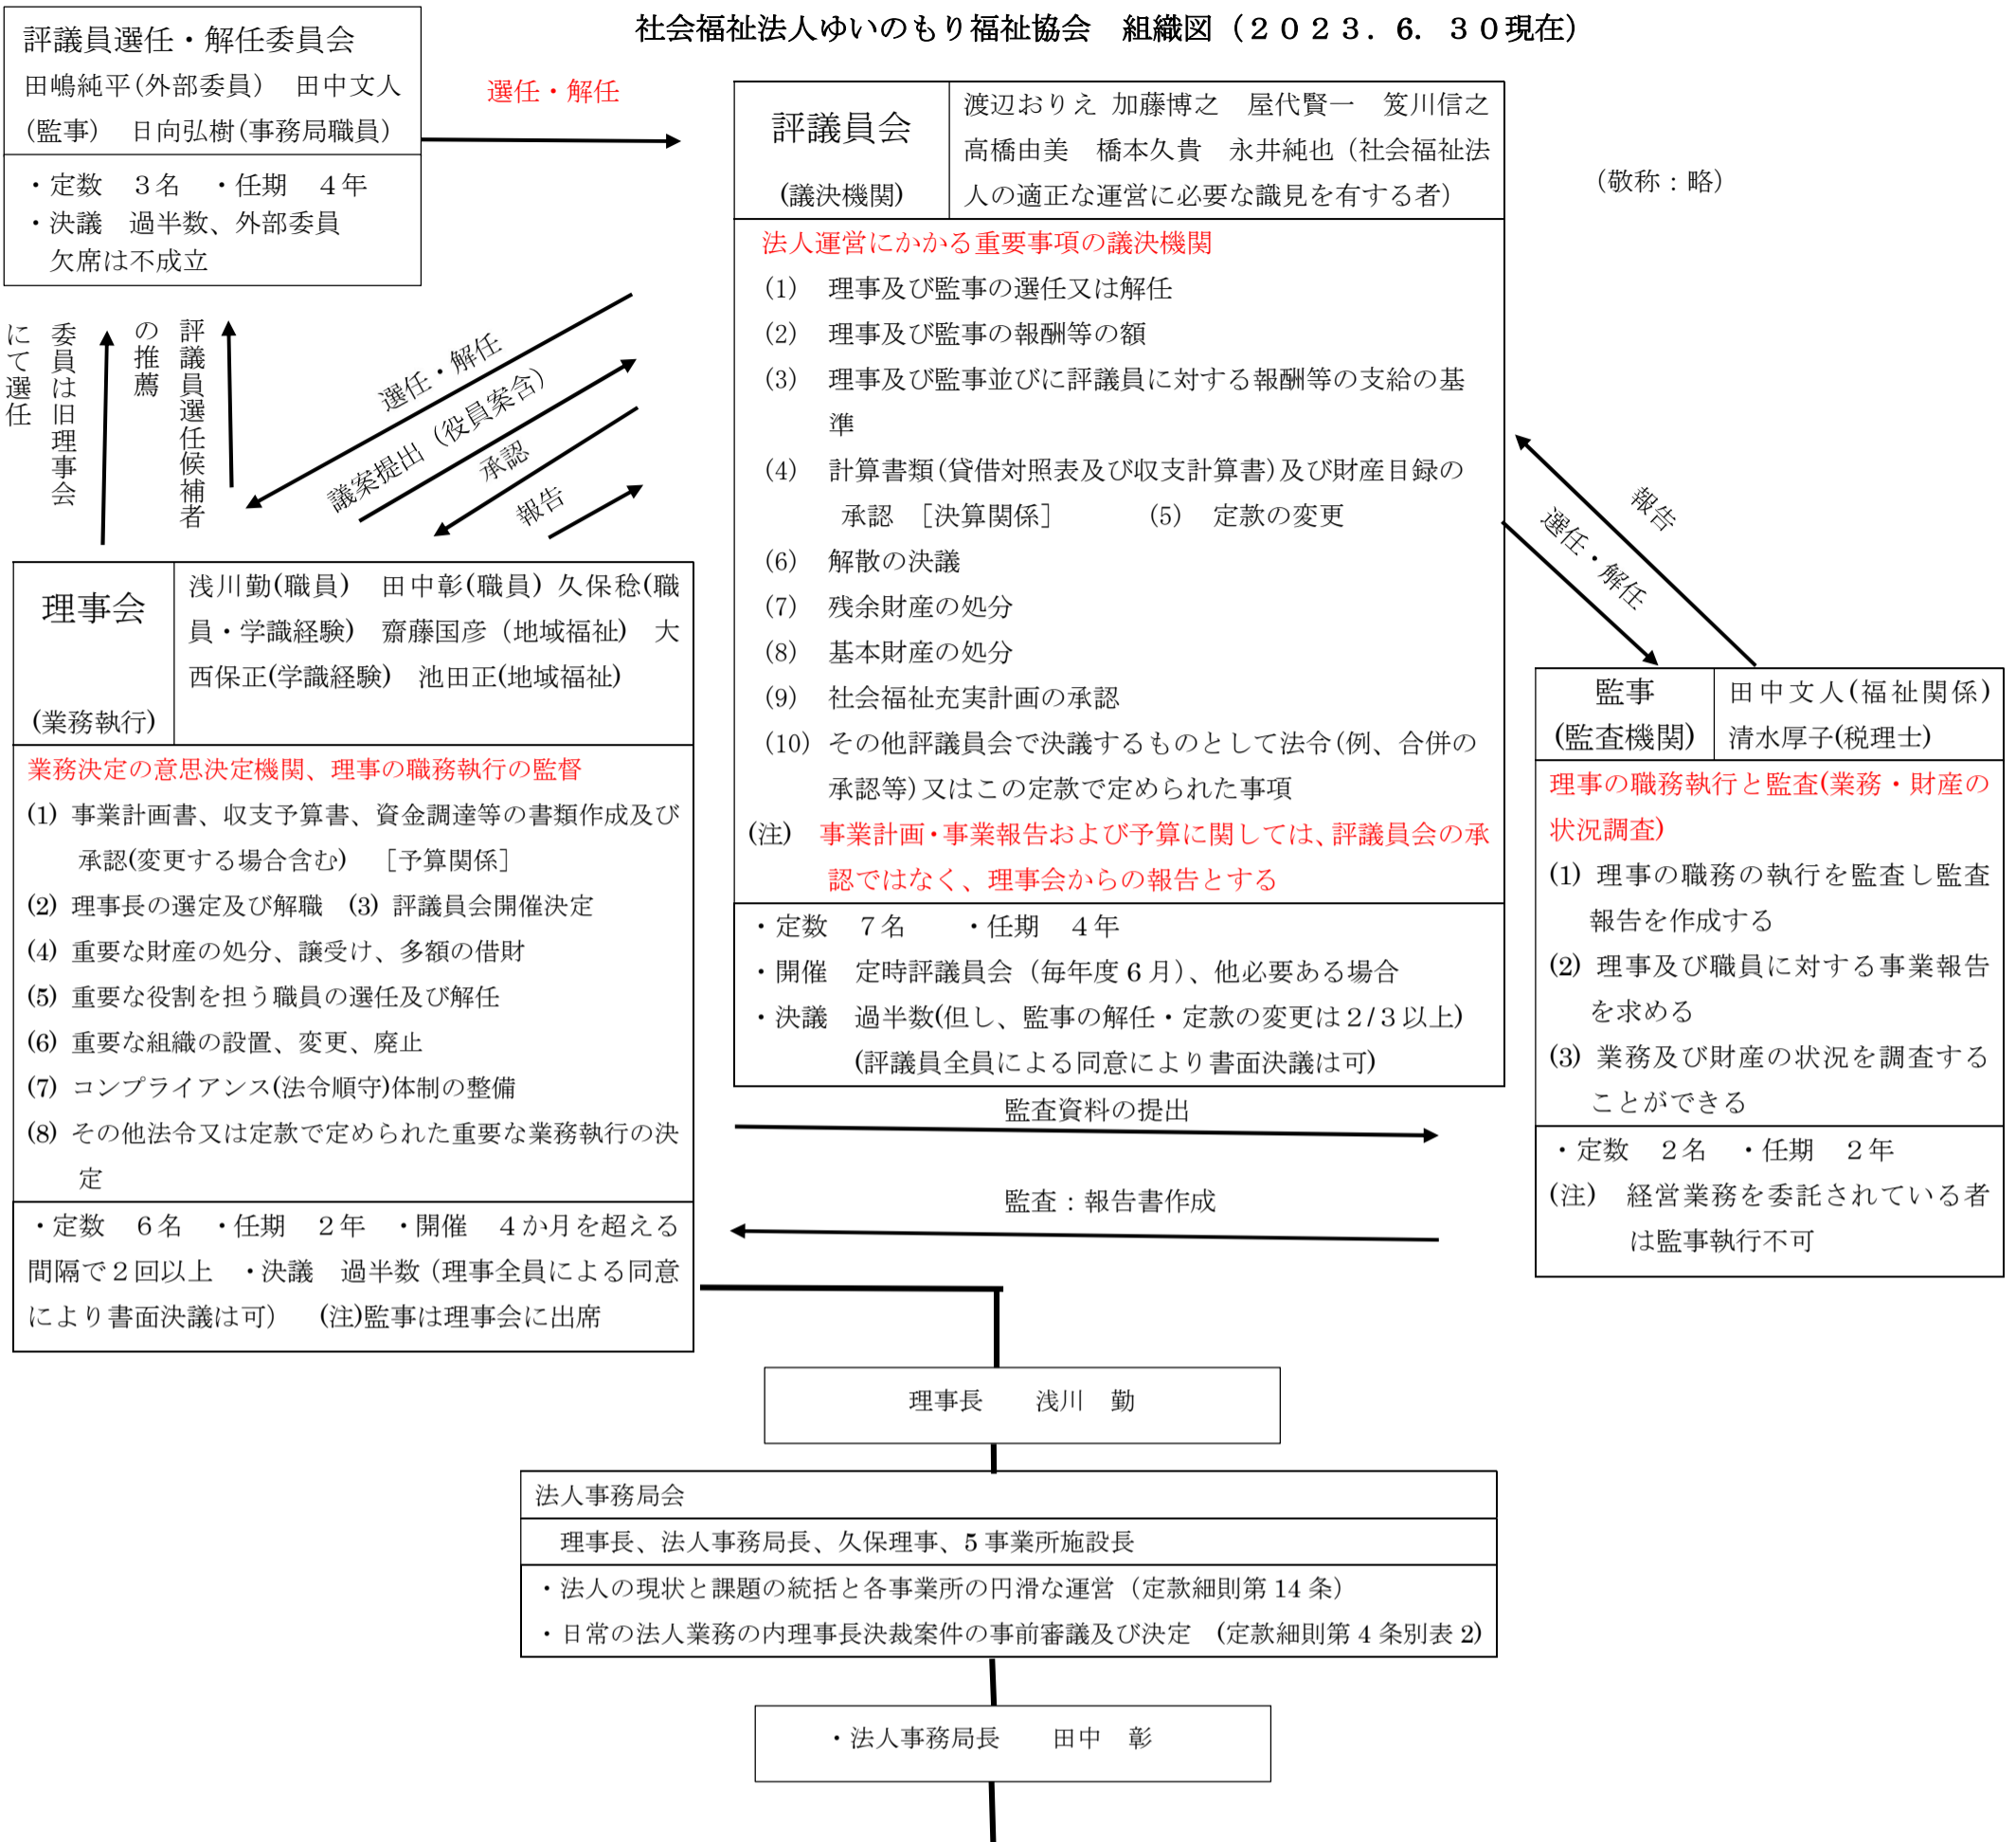 社会福祉法人ゆいのもり福祉協会　組織図（２０２３．６．３０現在）
評議員選任・解任委員会
田嶋純平(外部委員)　田中文人
(監事)　日向弘樹(事務局職員)
・定数　３名　・任期　４年
・決議　過半数、外部委員
欠席は不成立
選任・解任
評議員会
(議決機関)
渡辺おりえ 加藤博之　屋代賢一　笈川信之
高橋由美　橋本久貴　永井純也（社会福祉法
人の適正な運営に必要な識見を有する者）
（敬称：略）
法人運営にかかる重要事項の議決機関
(1)　理事及び監事の選任又は解任
(2)　理事及び監事の報酬等の額
(3)　理事及び監事並びに評議員に対する報酬等の支給の基
準
(4)　計算書類(貸借対照表及び収支計算書)及び財産目録の
承認　［決算関係］　　　(5)　定款の変更
(6)　解散の決議
(7)　残余財産の処分
(8)　基本財産の処分
(9)　社会福祉充実計画の承認
(10)　その他評議員会で決議するものとして法令(例、合併の
承認等)又はこの定款で定められた事項
(注)　事業計画・事業報告および予算に関しては、評議員会の承
認ではなく、理事会からの報告とする
・定数　７名　　・任期　４年
・開催　定時評議員会（毎年度6月）、他必要ある場合
・決議　過半数(但し、監事の解任・定款の変更は２/３以上)
(評議員全員による同意により書面決議は可)
委員は旧理事会
にて選任
評議員選任候補者
の推薦
選任・解任
議案提出（役員案含）
承認
報告
報告
選任・解任
理事会
(業務執行)
浅川勤(職員)　田中彰(職員) 久保稔(職
員・学識経験)　齋藤国彦（地域福祉)　大
西保正(学識経験)　池田正(地域福祉)
業務決定の意思決定機関、理事の職務執行の監督
(1) 事業計画書、収支予算書、資金調達等の書類作成及び
承認(変更する場合含む)　［予算関係］
(2) 理事長の選定及び解職　(3) 評議員会開催決定
(4) 重要な財産の処分、譲受け、多額の借財
(5) 重要な役割を担う職員の選任及び解任
(6) 重要な組織の設置、変更、廃止
(7) コンプライアンス(法令順守)体制の整備
(8) その他法令又は定款で定められた重要な業務執行の決
定
・定数　６名　・任期　２年　・開催　４か月を超える
間隔で２回以上　・決議　過半数（理事全員による同意
により書面決議は可）　(注)監事は理事会に出席
監事
(監査機関)
田中文人(福祉関係)
清水厚子(税理士)
理事の職務執行と監査(業務・財産の
状況調査)
(1) 理事の職務の執行を監査し監査
報告を作成する
(2) 理事及び職員に対する事業報告
を求める
(3) 業務及び財産の状況を調査する
ことができる
・定数　２名　・任期　２年
(注)　経営業務を委託されている者
は監事執行不可
監査資料の提出
監査：報告書作成
理事長　　浅川　勤
法人事務局会
理事長、法人事務局長、久保理事、5事業所施設長
・法人の現状と課題の統括と各事業所の円滑な運営（定款細則第14条）
・日常の法人業務の内理事長決裁案件の事前審議及び決定　(定款細則第4条別表2)
・法人事務局長　　田中　彰